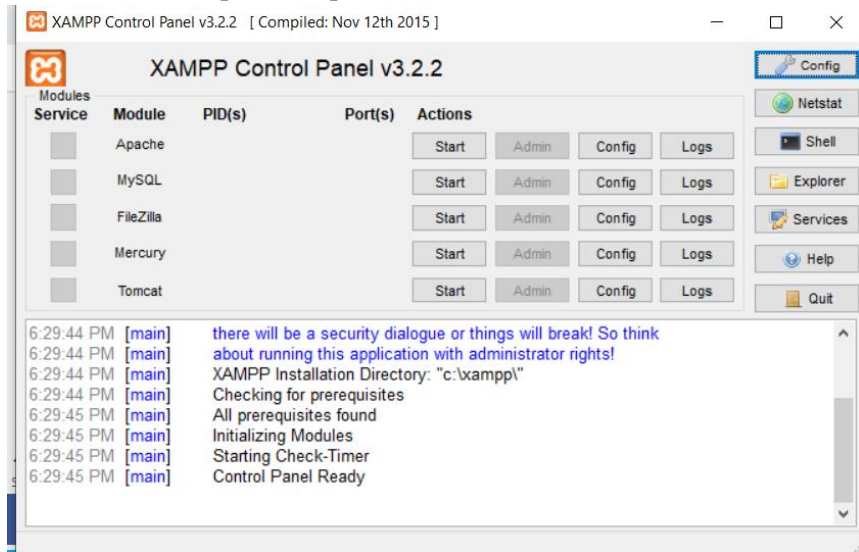 XAMPP Control Panel v3.2.2 [ Compiled: Nov 12th 2015 ]
XAMPP Control Panel v3.2.2
Config
Modules
Service Module PID(s) Port(s) Actions
Netstat
Apache Start Admin Config Logs
Shell
MySQL Start Admin Config Logs
Explorer
FileZilla Start Admin Config Logs
Services
Mercury Start Admin Config Logs
Help
Tomcat Start Admin Config Logs
Quit
6:29:44 PM [main] there will be a security dialogue or things will break! So think
6:29:44 PM [main] about running this application with administrator rights!
6:29:44 PM [main] XAMPP Installation Directory: "c:\xampp\"
6:29:44 PM [main] Checking for prerequisites
6:29:45 PM [main] All prerequisites found
6:29:45 PM [main] Initializing Modules
6:29:45 PM [main] Starting Check-Timer
6:29:45 PM [main] Control Panel Ready